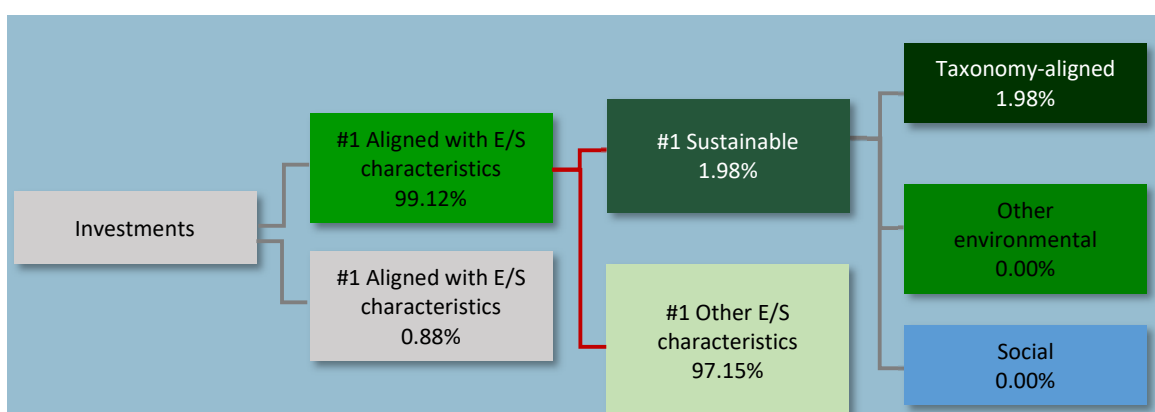 Investments
#1 Aligned with E/S
characteristics
99.12%
#1 Aligned with E/S
characteristics
0.88%
#1 Sustainable
1.98%
#1 Other E/S
characteristics
97.15%
Taxonomy-aligned
1.98%
Other
environmental
0.00%
Social
0.00%